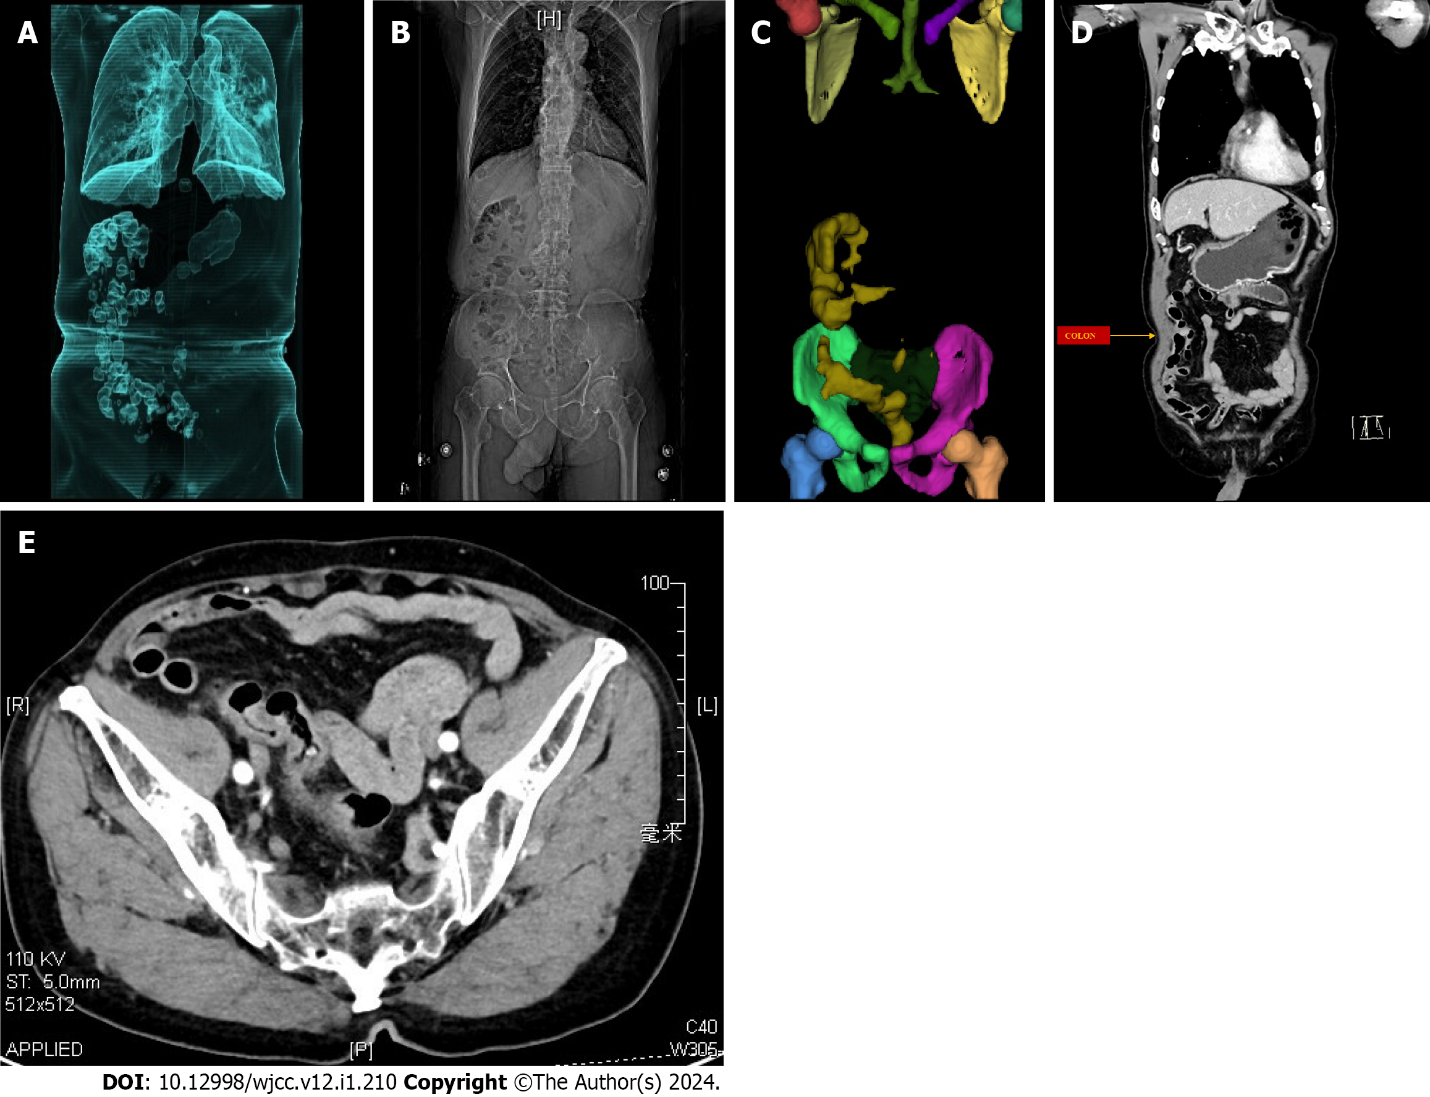 A
B
[H]
C
D
COLON
E
100
[R]
[L]
毫米
110 KV
ST: 5.0mm
512x512
APPLIED
[P]
C40
W305
DOI: 10.12998/wjcc.v12.i1.210 Copyright ©The Author(s) 2024.